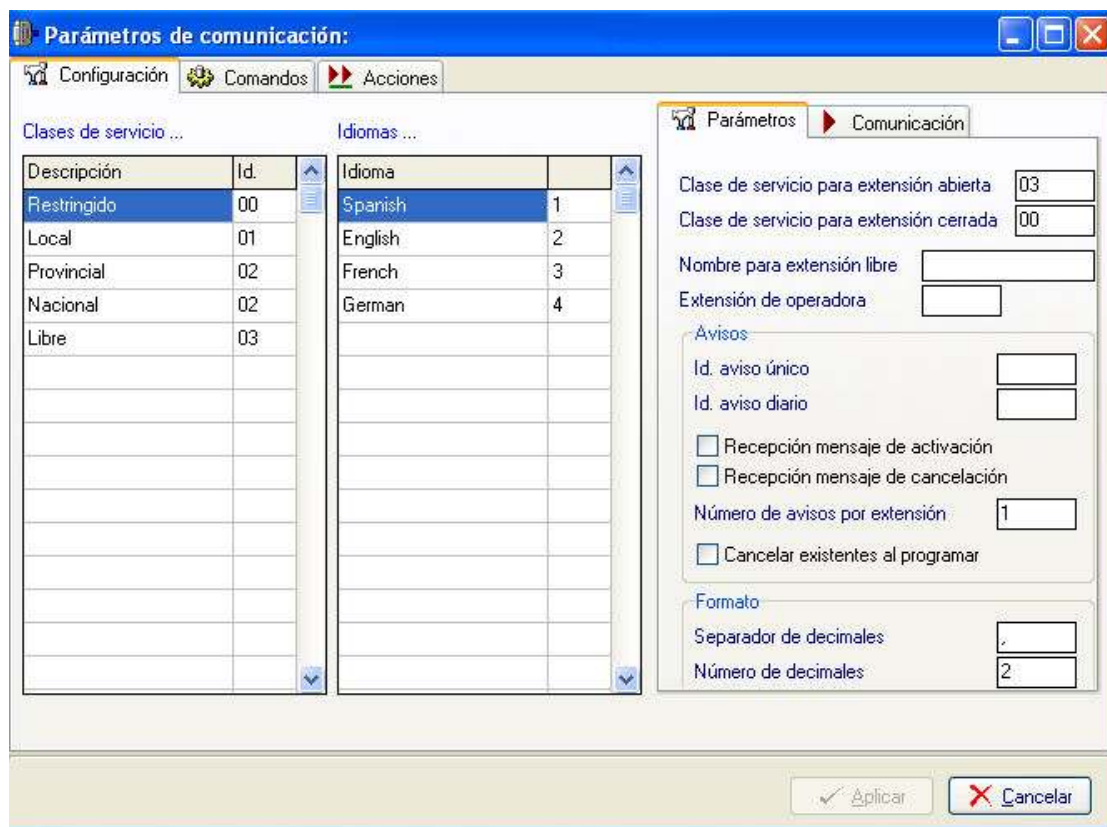 Parámetros de comunicación:
Configuración Comandos Acciones
Clases de servicio ...
Descripción Id.
Restringido 00
Local 01
Provincial 02
Nacional 02
Libre 03
Idiomas ...
Idioma
Spanish 1
English 2
French 3
German 4
Parámetros Comunicación
Clase de servicio para extensión abierta 03
Clase de servicio para extensión cerrada 00
Nombre para extensión libre
Extensión de operadora
Avisos
Id. aviso único
Id. aviso diario
Recepción mensaje de activación
Recepción mensaje de cancelación
Número de avisos por extensión 1
Cancelar existentes al programar
Formato
Separador de decimales ,
Número de decimales 2
Aplicar Cancelar